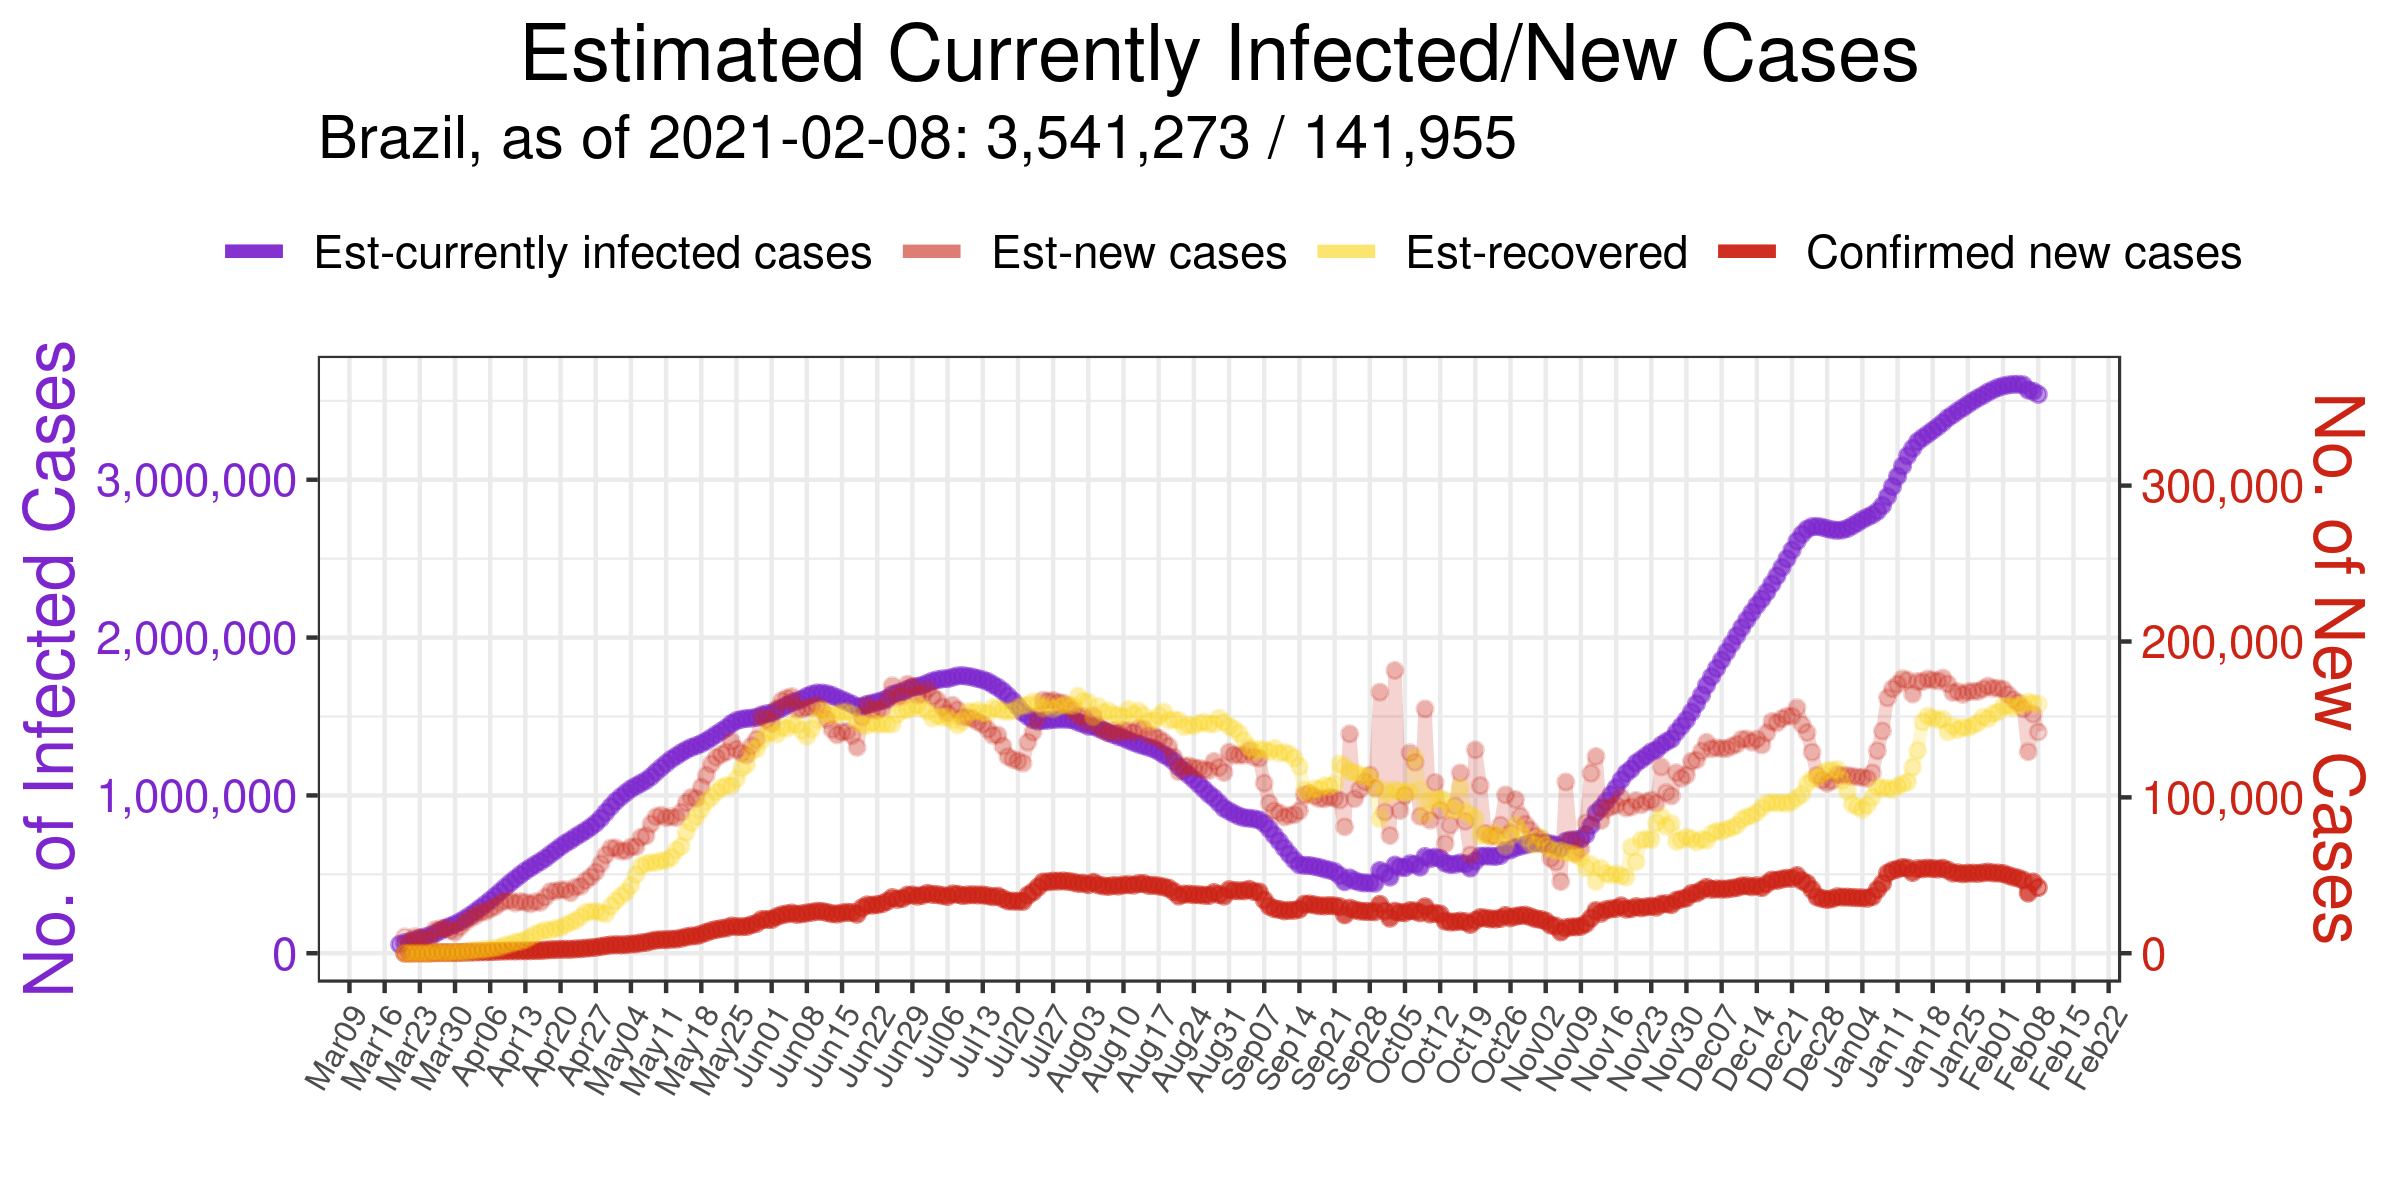 Estimated Currently Infected/New Cases
Brazil, as of 2021-02-08: 3,541,273 / 141,955
Est-currently infected cases Est-new cases Est-recovered Confirmed new cases
No. of Infected Cases
3,000,000
2,000,000
1,000,000
0
300,000
200,000
100,000
0
No. of New Cases
Mar09 Mar16 Mar23 Mar30 Apr06 Apr13 Apr20 Apr27 May04 May11 May18 May25 Jun01 Jun08 Jun15 Jun22 Jun29 Jul06 Jul13 Jul20 Jul27 Aug03 Aug10 Aug17 Aug24 Aug31 Sep07 Sep14 Sep21 Sep28 Oct05 Oct12 Oct19 Oct26 Nov02 Nov09 Nov16 Nov23 Nov30 Dec07 Dec14 Dec21 Dec28 Jan04 Jan11 Jan18 Jan25 Feb01 Feb08 Feb15 Feb22